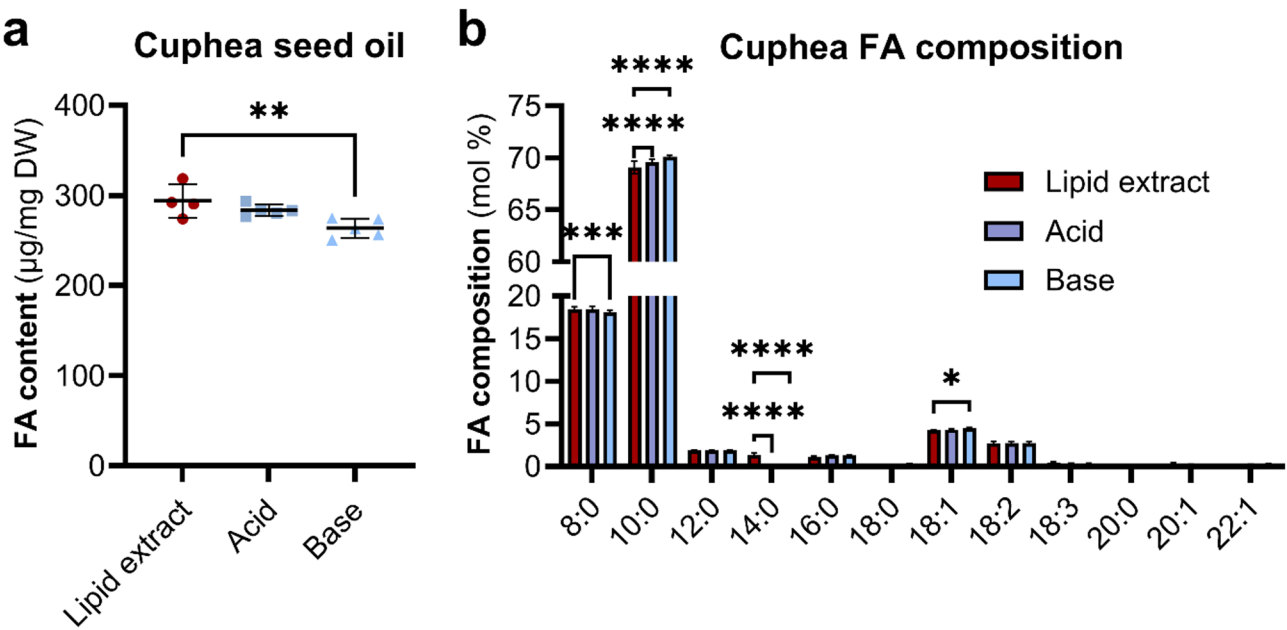 a
Cuphea seed oil
**
FA content (µg/mg DW)
400
300
200
100
0
Lipid extract
Acid
Base
b
Cuphea FA composition
****
****
***
****
****
*
FA composition (mol %)
FA composition (mol %)
75
70
65
60
20
15
10
5
0
8:0
10:0
12:0
14:0
16:0
18:0
18:1
18:2
18:3
20:0
20:1
22:1
Lipid extract
Acid
Base